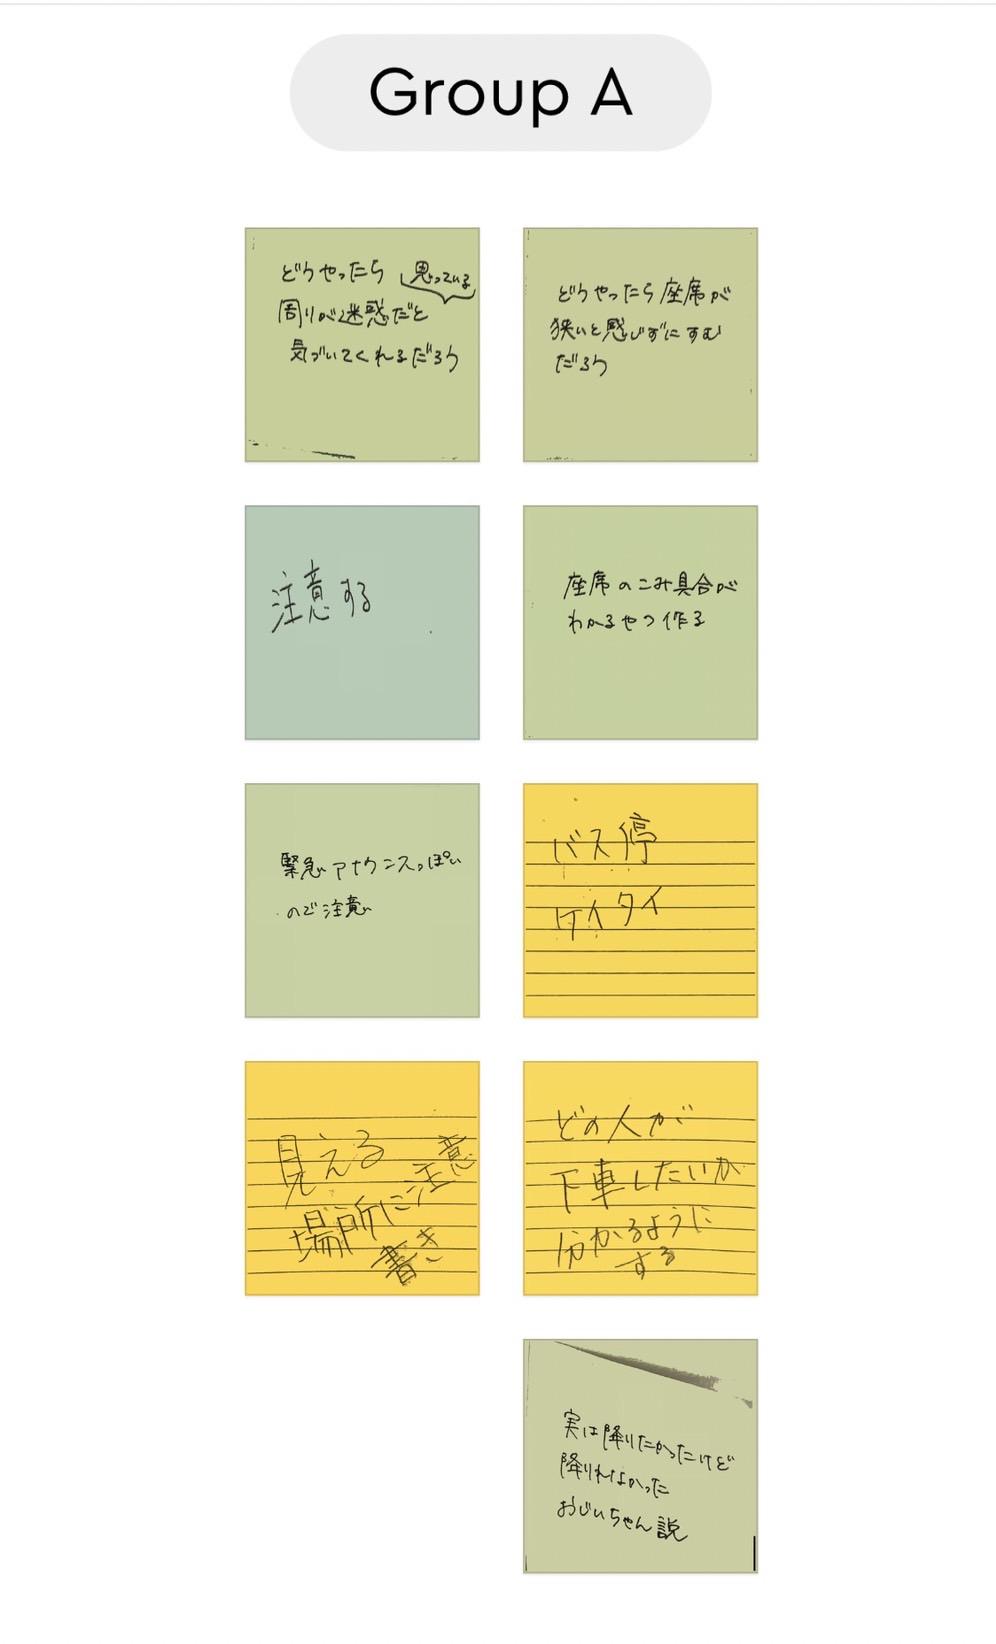 Group A
どうやったら 思っている
周りが迷惑だと
気づいてくれるだろう
どうやったら座席が
狭いと感じずにすむ
だろう
注意する
座席のこみ具合が
わかるやつ作る
緊急アナウンスっぽい
ので注意
バス停
ケイタイ
見える
場所に注意
書き
どの人が
下車したいか
分かるように
する
実は降りたかったけど
降りれなかった
おじいちゃん説